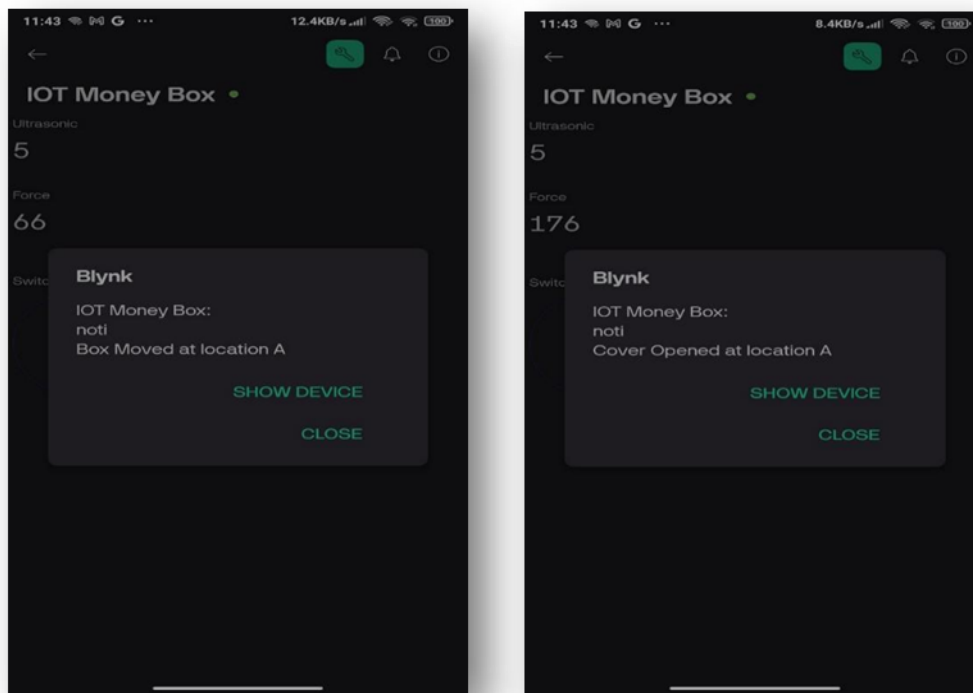 11:43 G ... 12.4KB/s 100
IOT Money Box
Ultrasonic
5
Force
66
Switc
Blynk
IOT Money Box:
noti
Box Moved at location A
SHOW DEVICE
CLOSE
11:43 G ... 8.4KB/s 100
IOT Money Box
Ultrasonic
5
Force
176
Switc
Blynk
IOT Money Box:
noti
Cover Opened at location A
SHOW DEVICE
CLOSE